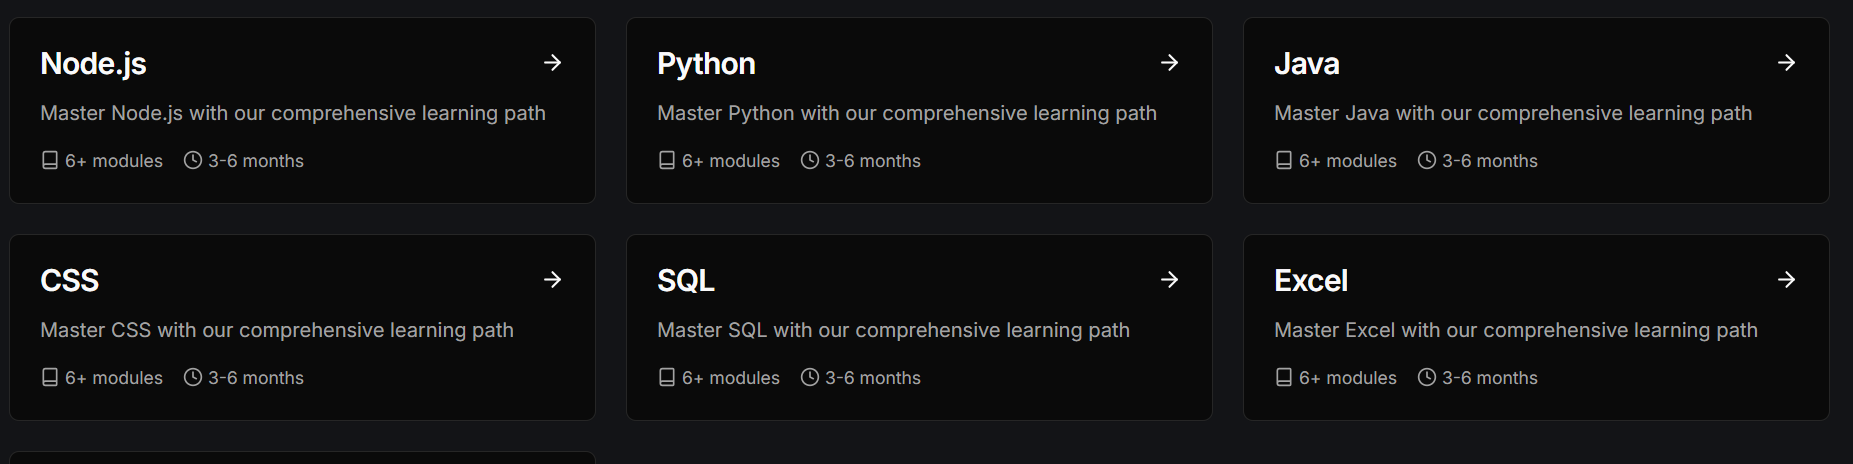 Node.js
Master Node.js with our comprehensive learning path
6+ modules 3-6 months
Python
Master Python with our comprehensive learning path
6+ modules 3-6 months
Java
Master Java with our comprehensive learning path
6+ modules 3-6 months
CSS
Master CSS with our comprehensive learning path
6+ modules 3-6 months
SQL
Master SQL with our comprehensive learning path
6+ modules 3-6 months
Excel
Master Excel with our comprehensive learning path
6+ modules 3-6 months